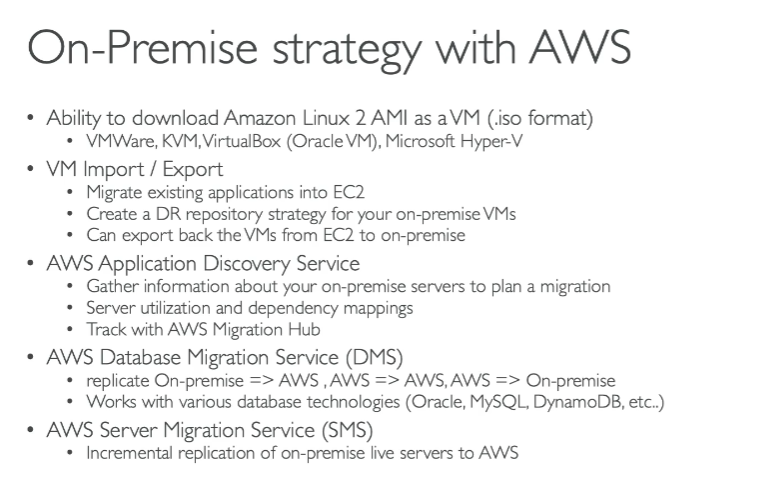 On-Premise strategy with AWS
• Ability to download Amazon Linux 2 AMI as a VM (.iso format)
• VMWare, KVM, VirtualBox (Oracle VM), Microsoft Hyper-V
• VM Import / Export
• Migrate existing applications into EC2
• Create a DR repository strategy for your on-premise VMs
• Can export back the VMs from EC2 to on-premise
• AWS Application Discovery Service
• Gather information about your on-premise servers to plan a migration
• Server utilization and dependency mappings
• Track with AWS Migration Hub
• AWS Database Migration Service (DMS)
• replicate On-premise => AWS , AWS => AWS, AWS => On-premise
• Works with various database technologies (Oracle, MySQL, DynamoDB, etc..)
• AWS Server Migration Service (SMS)
• Incremental replication of on-premise live servers to AWS